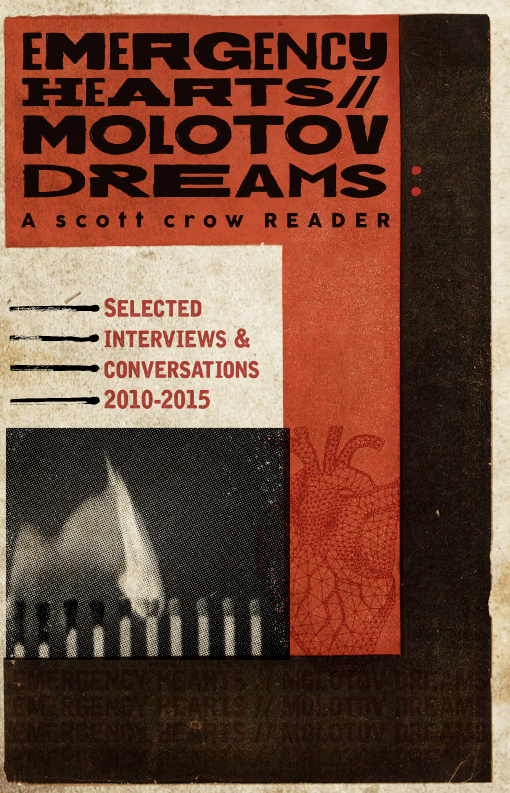 EMERGENCY
HEARTS//
MOLOTOV
DREAMS:
A scott crow READER
SELECTED
INTERVIEWS &
CONVERSATIONS
2010-2015
EMERGENCY HEARTS // MOLOTOV DREAMS
EMERGENCY HEARTS // MOLOTOV DREAMS
EMERGENCY HEARTS // MOLOTOV DREAMS